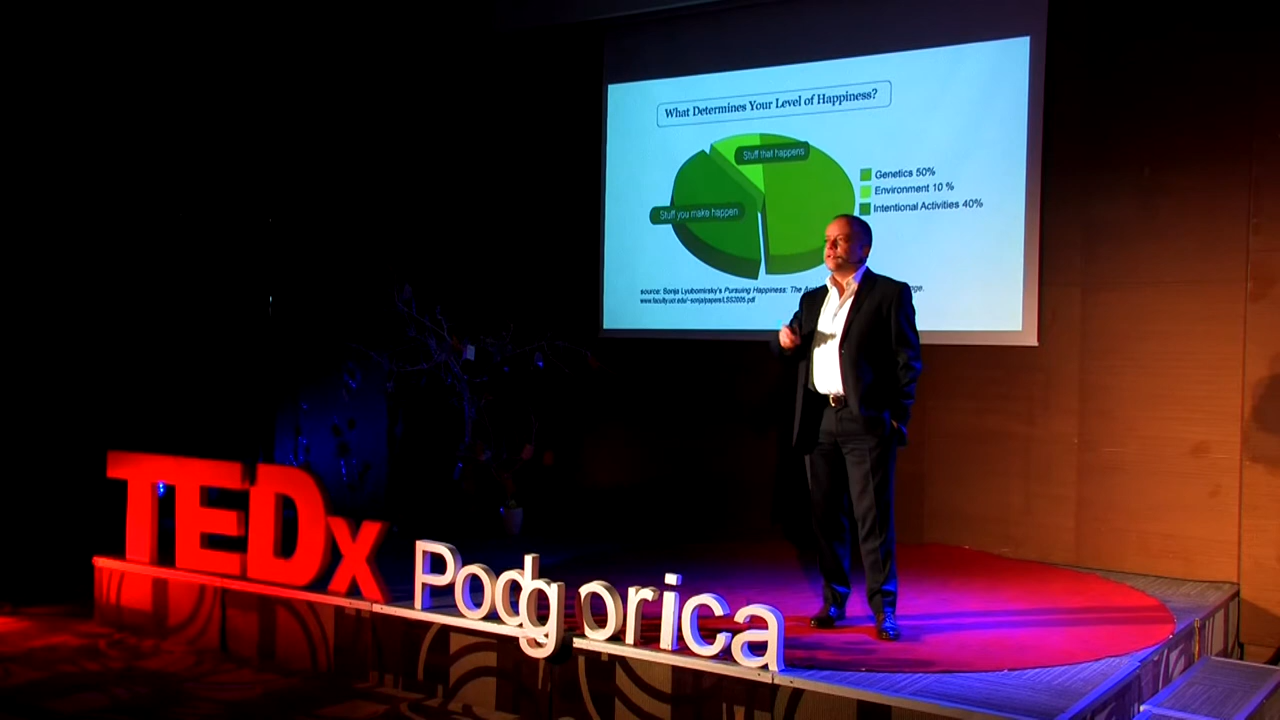 What Determines Your Level of Happiness?
Stuff that happens
Stuff you make happen
Genetics 50%
Environment 10 %
Intentional Activities 40%
source: Sonja Lyubomirsky's Pursuing Happiness: The
www.faculty.ucr.edu/~sonja/papers/LSS2005.pdf
TEDx
Podgorica